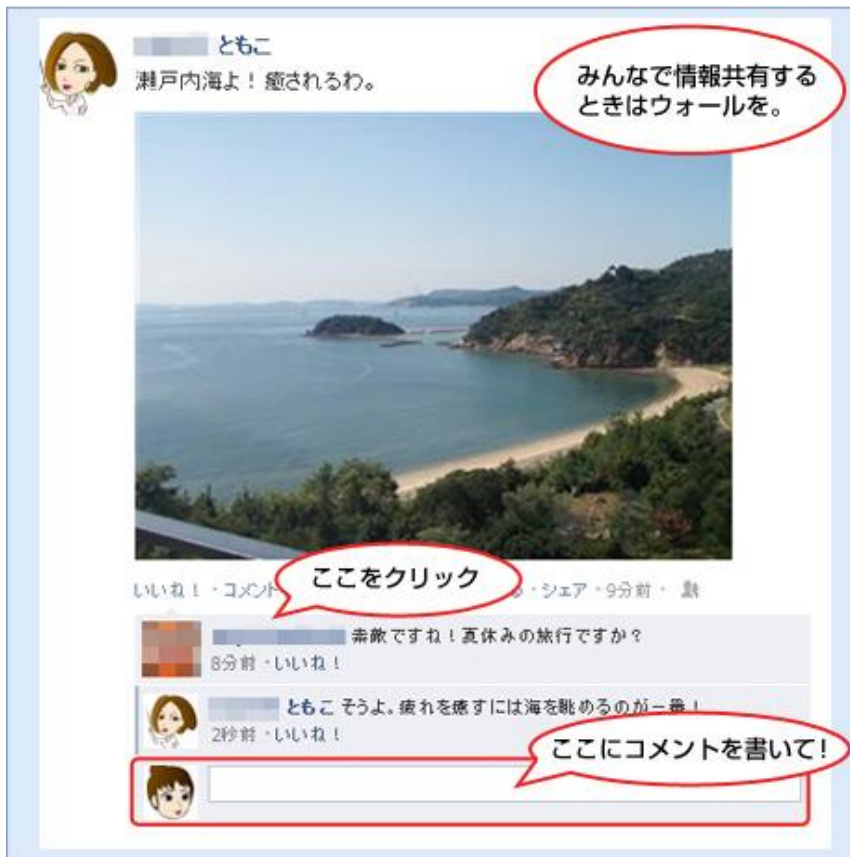 ともこ
瀬戸内海よ！癒されるわ。
みんなで情報共有する
ときはウォールを。
ここをクリック
いいね！・コメント
・シェア・9分前・
素敵ですね！夏休みの旅行ですか？
8分前・いいね！
ともこ そうよ。疲れを癒すには海を眺めるのが一番！
2秒前・いいね！
ここにコメントを書いて！